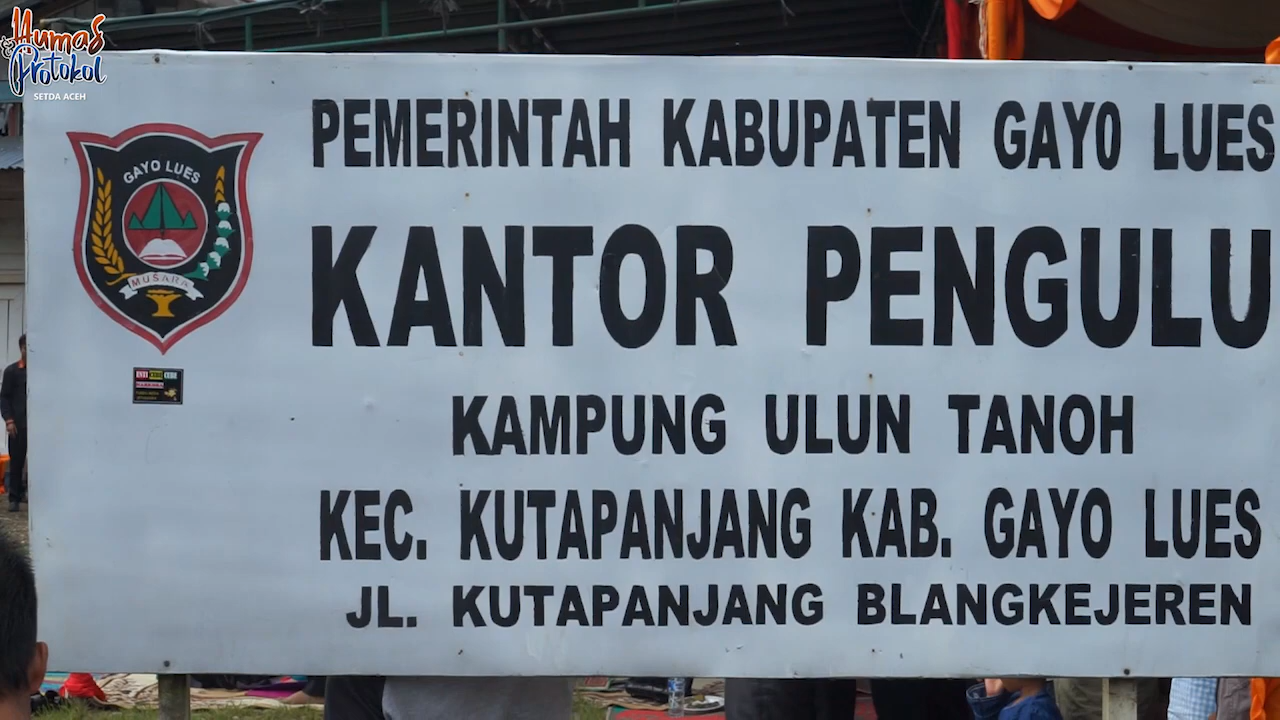 Humas
Protokol
SETDA ACEH
PEMERINTAH KABUPATEN GAYO LUES
GAYO LUES
MUSARA
KANTOR PENGULU
KAMPUNG ULUN TANOH
KEC. KUTAPANJANG KAB. GAYO LUES
JL. KUTAPANJANG BLANGKEJEREN